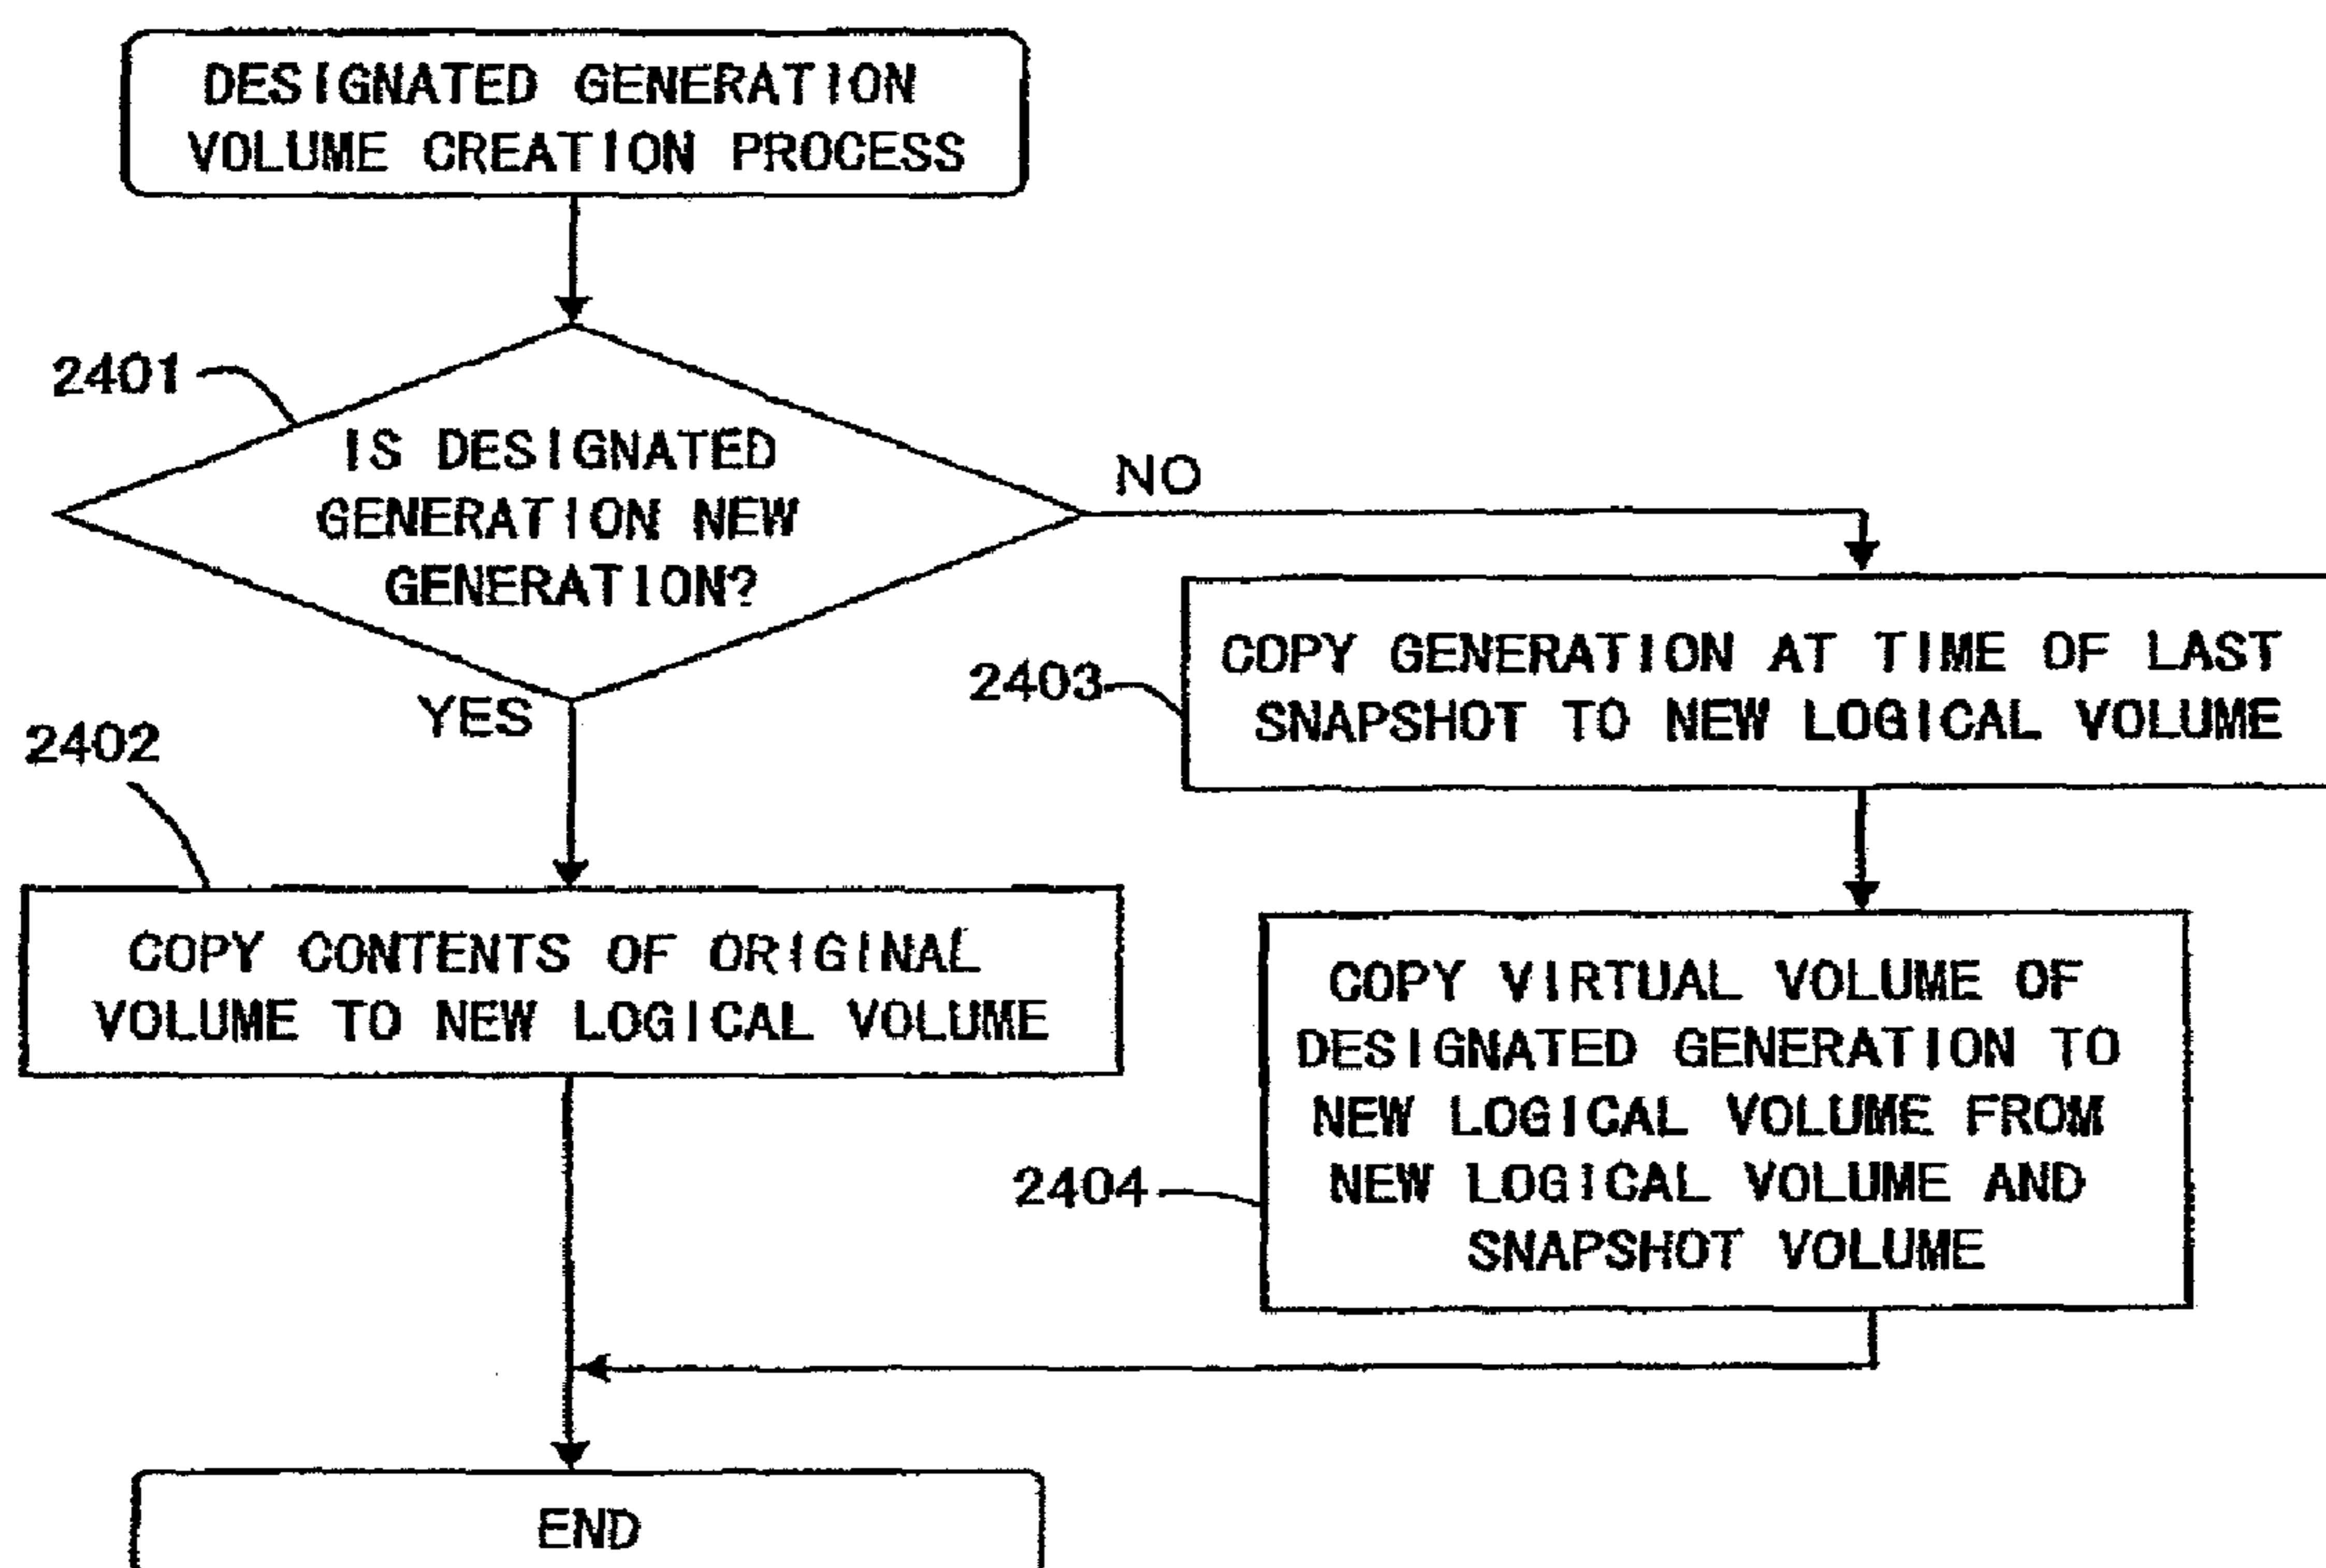 DESIGNATED GENERATION
VOLUME CREATION PROCESS
2401
IS DESIGNATED
GENERATION NEW
GENERATION?
NO
YES
2402
COPY CONTENTS OF ORIGINAL
VOLUME TO NEW LOGICAL VOLUME
2403
COPY GENERATION AT TIME OF LAST
SNAPSHOT TO NEW LOGICAL VOLUME
2404
COPY VIRTUAL VOLUME OF
DESIGNATED GENERATION TO
NEW LOGICAL VOLUME FROM
NEW LOGICAL VOLUME AND
SNAPSHOT VOLUME
END